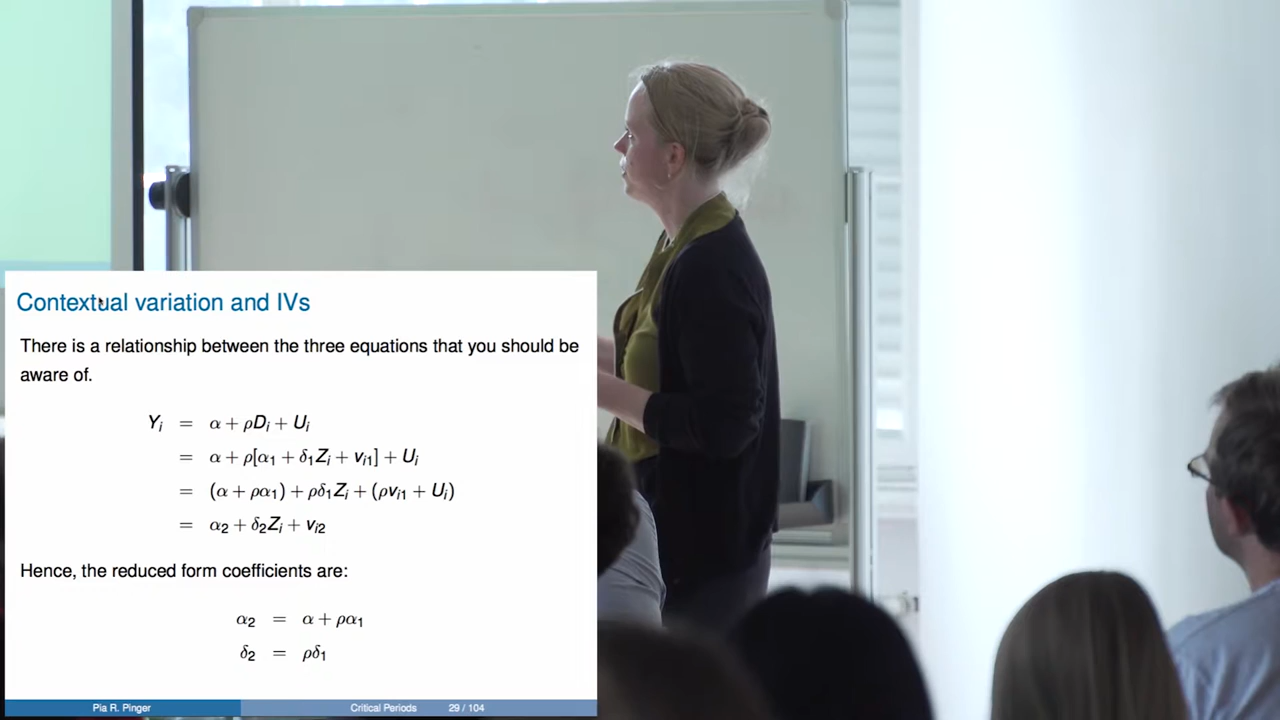 Contextual variation and IVs
There is a relationship between the three equations that you should be
aware of.
Yᵢ = α + ρDᵢ + Uᵢ
= α + ρ[α₁ + δ₁Zᵢ + vᵢ₁] + Uᵢ
= (α + ρα₁) + ρδ₁Zᵢ + (ρvᵢ₁ + Uᵢ)
= α₂ + δ₂Zᵢ + vᵢ₂
Hence, the reduced form coefficients are:
α₂ = α + ρα₁
δ₂ = ρδ₁
Pia R. Pinger Critical Periods 29 / 104